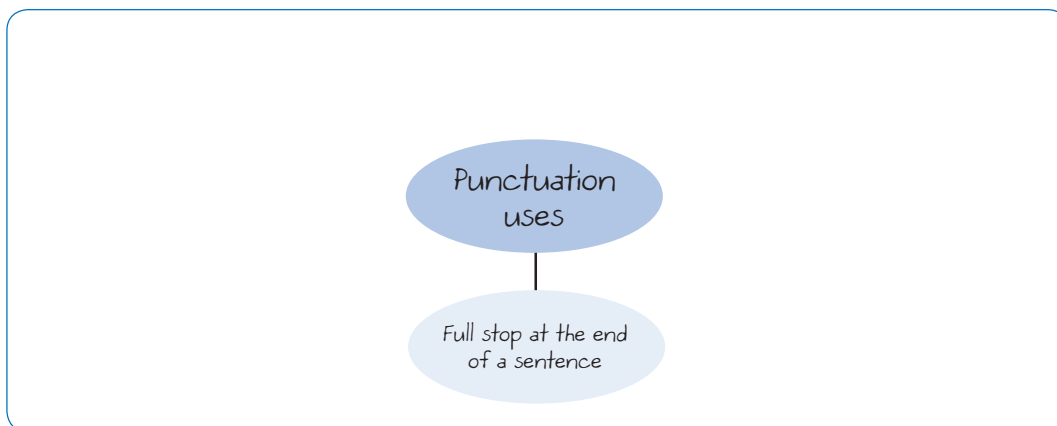 Punctuation
uses
Full stop at the end
of a sentence